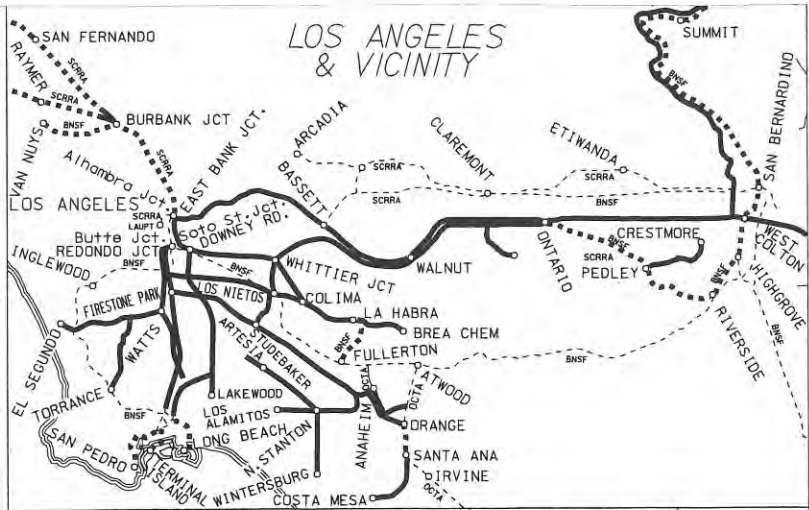 LOS ANGELES
& VICINITY
SUMMIT
SAN FERNANDO
SCRRA
RAYMER
SCRRA
BNSF
BURBANK JCT
VAN NUYS
SCRRA
EAST BANK JCT.
ARCADIA
BASSETT
SCRRA
SCRRA
CLAREMONT
ETIWANDA
SCRRA
BNSF
BNSF
SAN BERNARDINO
Alhambra Jct.
LOS ANGELES
SCRRA
LAUPT
Soto St. Jct.
DOWNEY RD.
Butte Jct.
REDONDO JCT
BNSF
INGLEWOOD
BNSF
WHITTIER JCT
WALNUT
ONTARIO
BNSF
SCRRA
CRESTMORE
PEDLEY
WEST COLTON
HIGHGROVE
BNSF
RIVERSIDE
BNSF
FIRESTONE PARK
LOS NIETOS
COLIMA
LA HABRA
BREA CHEM
BNSF
FULLERTON
BNSF
EL SEGUNDO
WATTS
ARTESIA
STUDEBAKER
OCTA
ATWOOD
OCTA
TORRANCE
BNSF
LAKEWOOD
LOS
ALAMITOS
ANAHEIM
ORANGE
SAN PEDRO
ONG BEACH
N. STANTON
SANTA ANA
IRVINE
OCTA
TERMINAL
ISLAND
WINTERSBURG
COSTA MESA